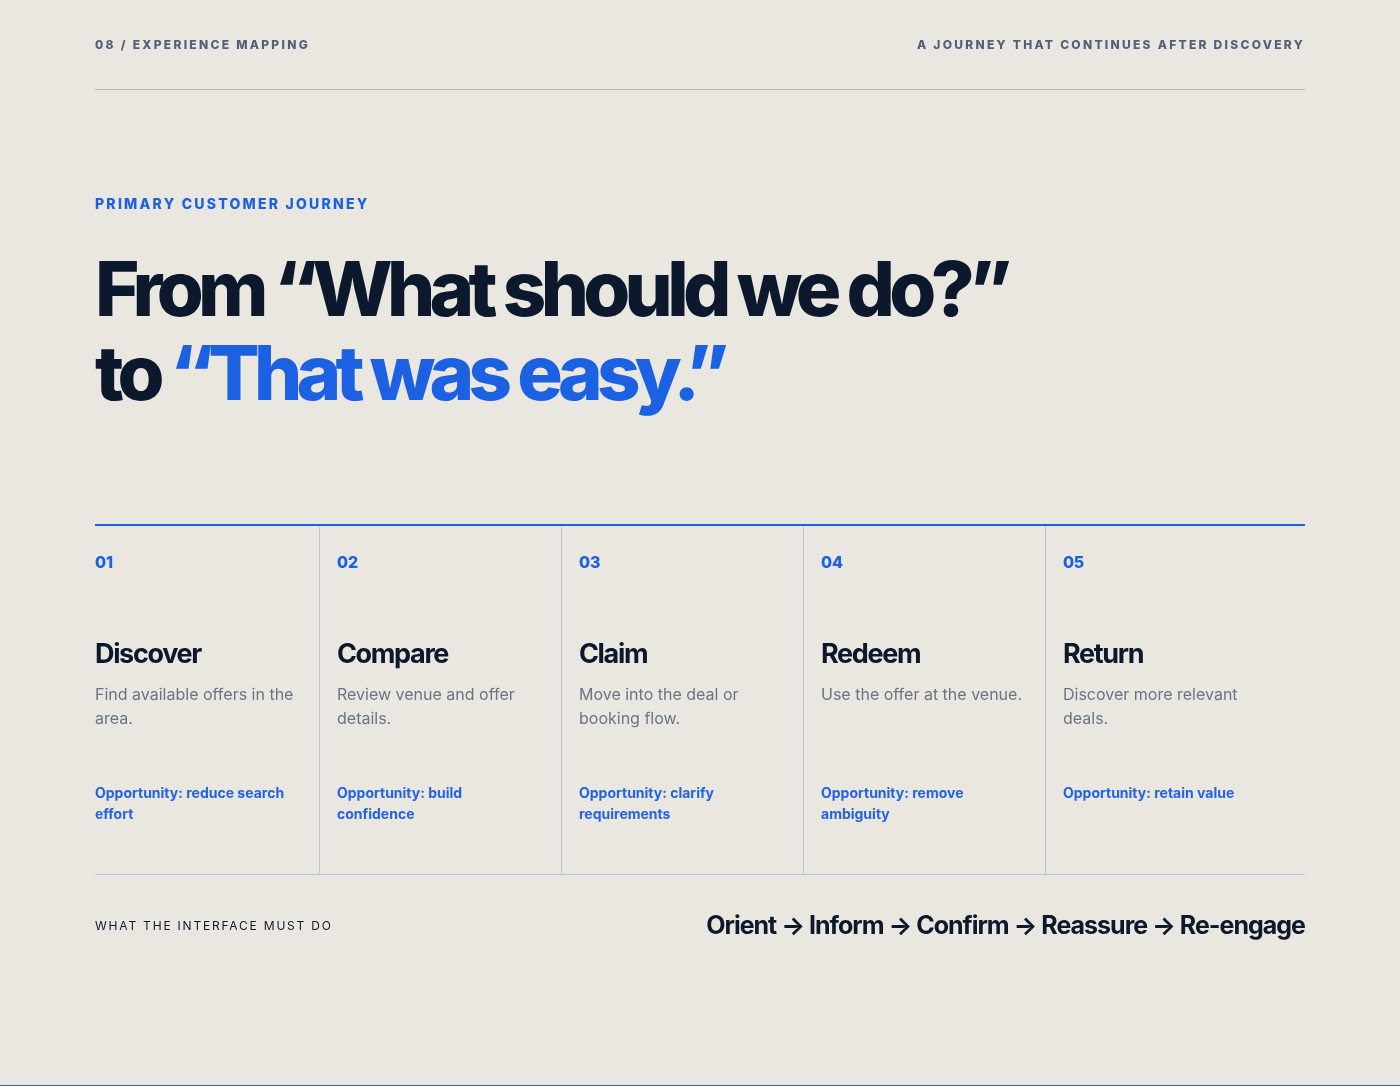 08 / EXPERIENCE MAPPING
A JOURNEY THAT CONTINUES AFTER DISCOVERY
PRIMARY CUSTOMER JOURNEY
From “What should we do?”
to “That was easy.”
01
Discover
Find available offers in the
area.
Opportunity: reduce search
effort
02
Compare
Review venue and offer
details.
Opportunity: build
confidence
03
Claim
Move into the deal or
booking flow.
Opportunity: clarify
requirements
04
Redeem
Use the offer at the venue.
Opportunity: remove
ambiguity
05
Return
Discover more relevant
deals.
Opportunity: retain value
WHAT THE INTERFACE MUST DO
Orient → Inform → Confirm → Reassure → Re-engage